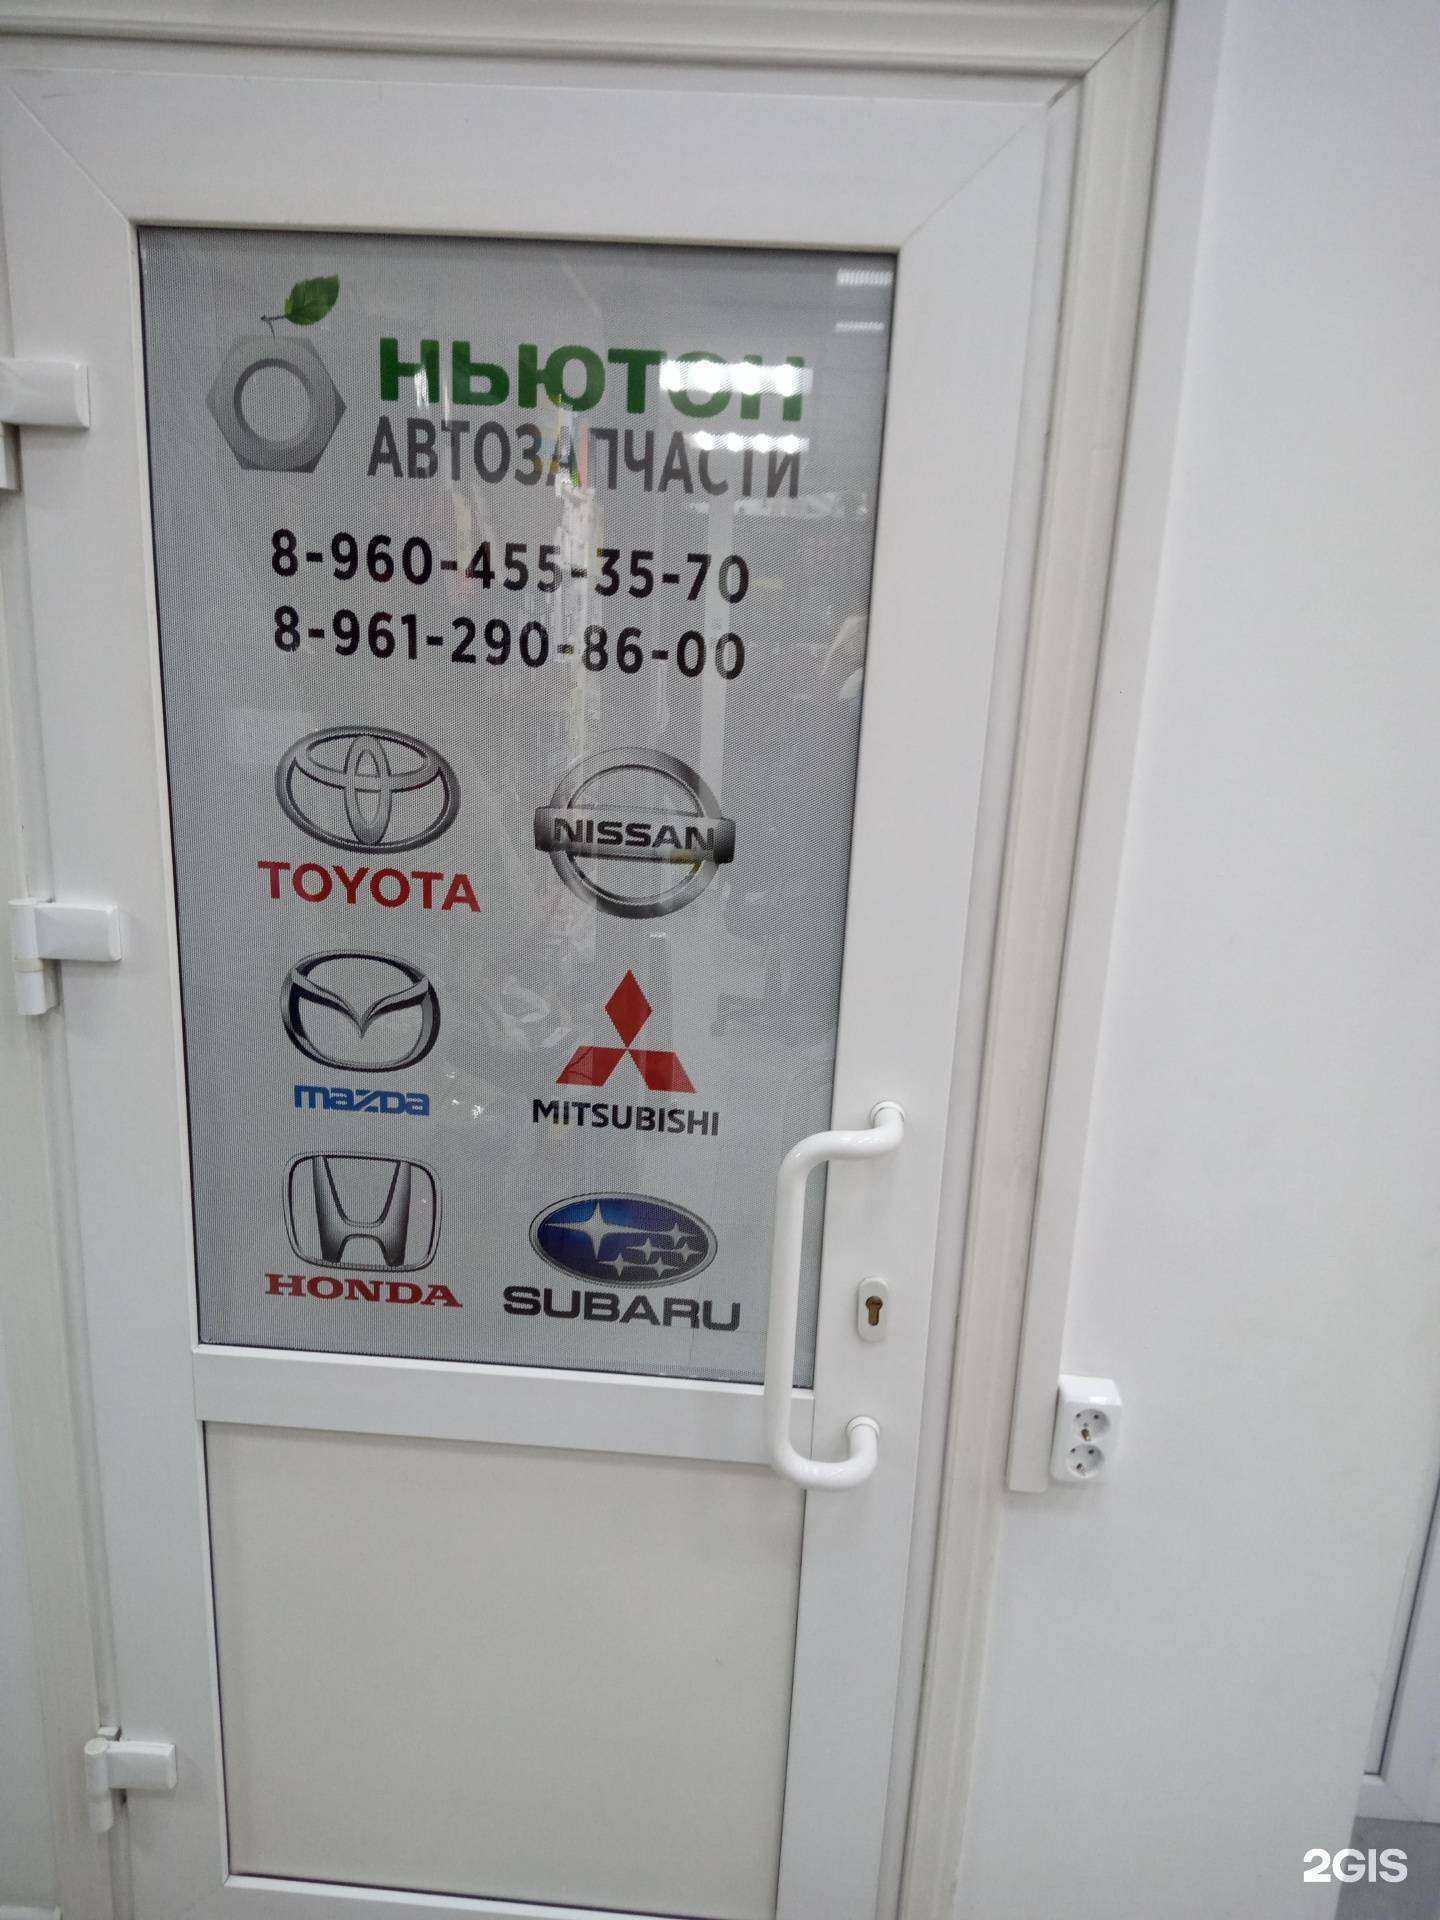 НЬЮТОН
АВТОЗАПЧАСТИ
8-960-455-35-70
8-961-290-86-00
TOYOTA
NISSAN
mazda
MITSUBISHI
HONDA
SUBARU
2GIS